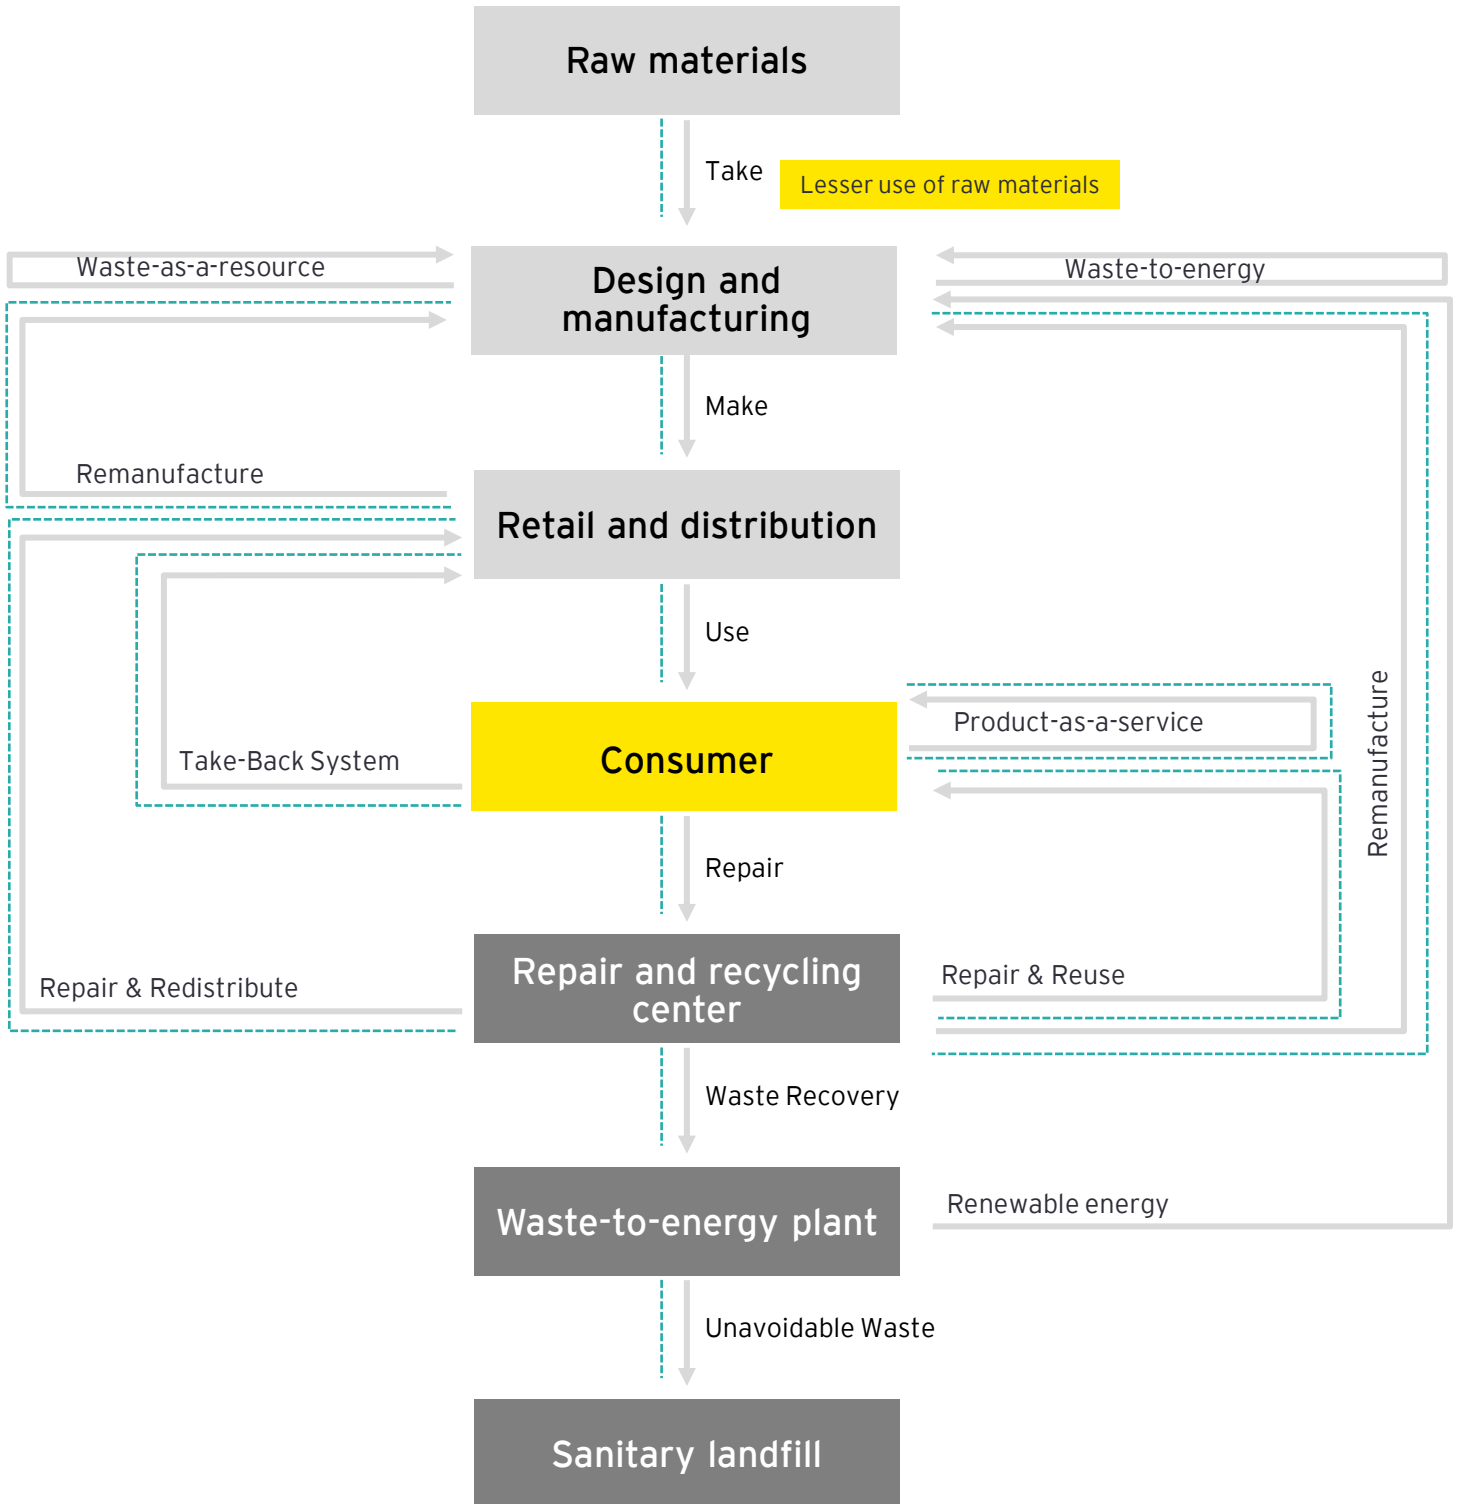 Raw materials
Take
Lesser use of raw materials
Waste-as-a-resource
Design and
manufacturing
Waste-to-energy
Make
Remanufacture
Retail and distribution
Use
Remanufacture
Product-as-a-service
Take-Back System
Consumer
Repair
Repair & Redistribute
Repair and recycling
center
Repair & Reuse
Waste Recovery
Waste-to-energy plant
Renewable energy
Unavoidable Waste
Sanitary landfill